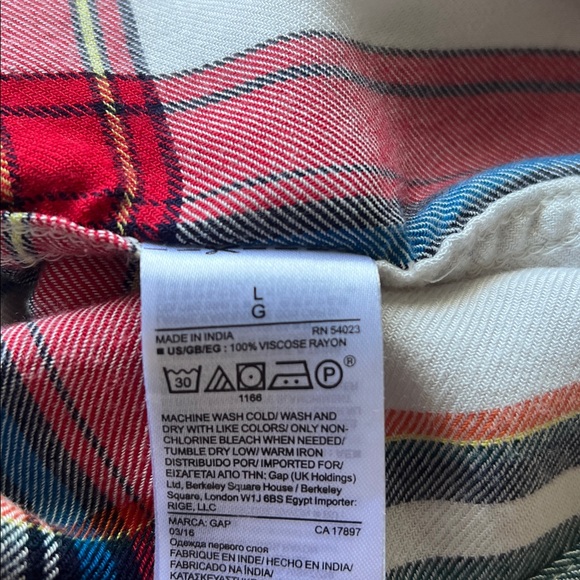 L
G
MADE IN INDIA RN 54023
■ US/GB/EG : 100% VISCOSE RAYON
30 P ®
1166
MACHINE WASH COLD/ WASH AND
DRY WITH LIKE COLORS/ ONLY NON-
CHLORINE BLEACH WHEN NEEDED/
TUMBLE DRY LOW/ WARM IRON
DISTRIBUIDO POR/IMPORTED FOR/
ΕΙΣΑΓΕΤΑΙ ΑΠΟ ΤΗΝ: Gap (UK Holdings)
Ltd, Berkeley Square House / Berkeley
Square, London W1J 6BS Egypt Importer:
RIGE, LLC
MARCA: GAP CA 17897
03/16
Одежда первого слоя
FABRIQUE EN INDE/ HECHO EN INDIA/
FABRICADO NA ÍNDIA/